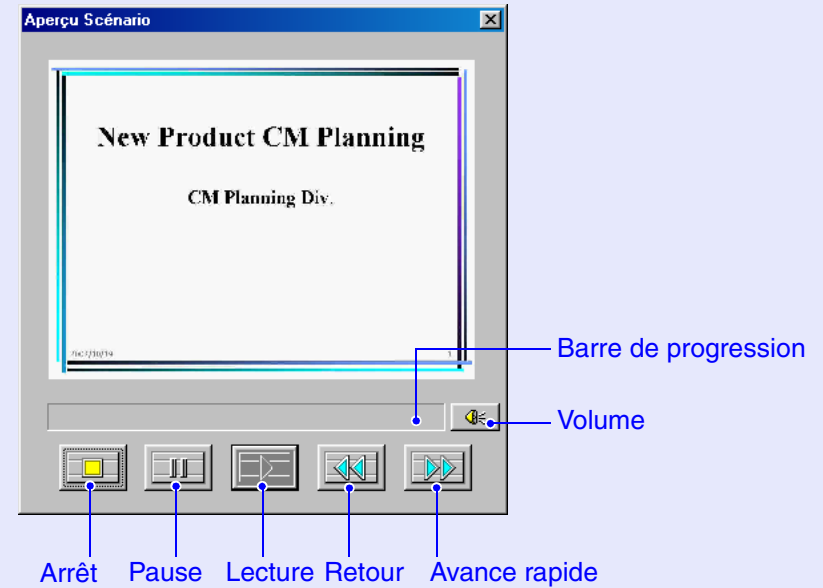 Aperçu Scénario
New Product CM Planning
CM Planning Div.
1
Barre de progression
Volume
Arrêt Pause Lecture Retour Avance rapide